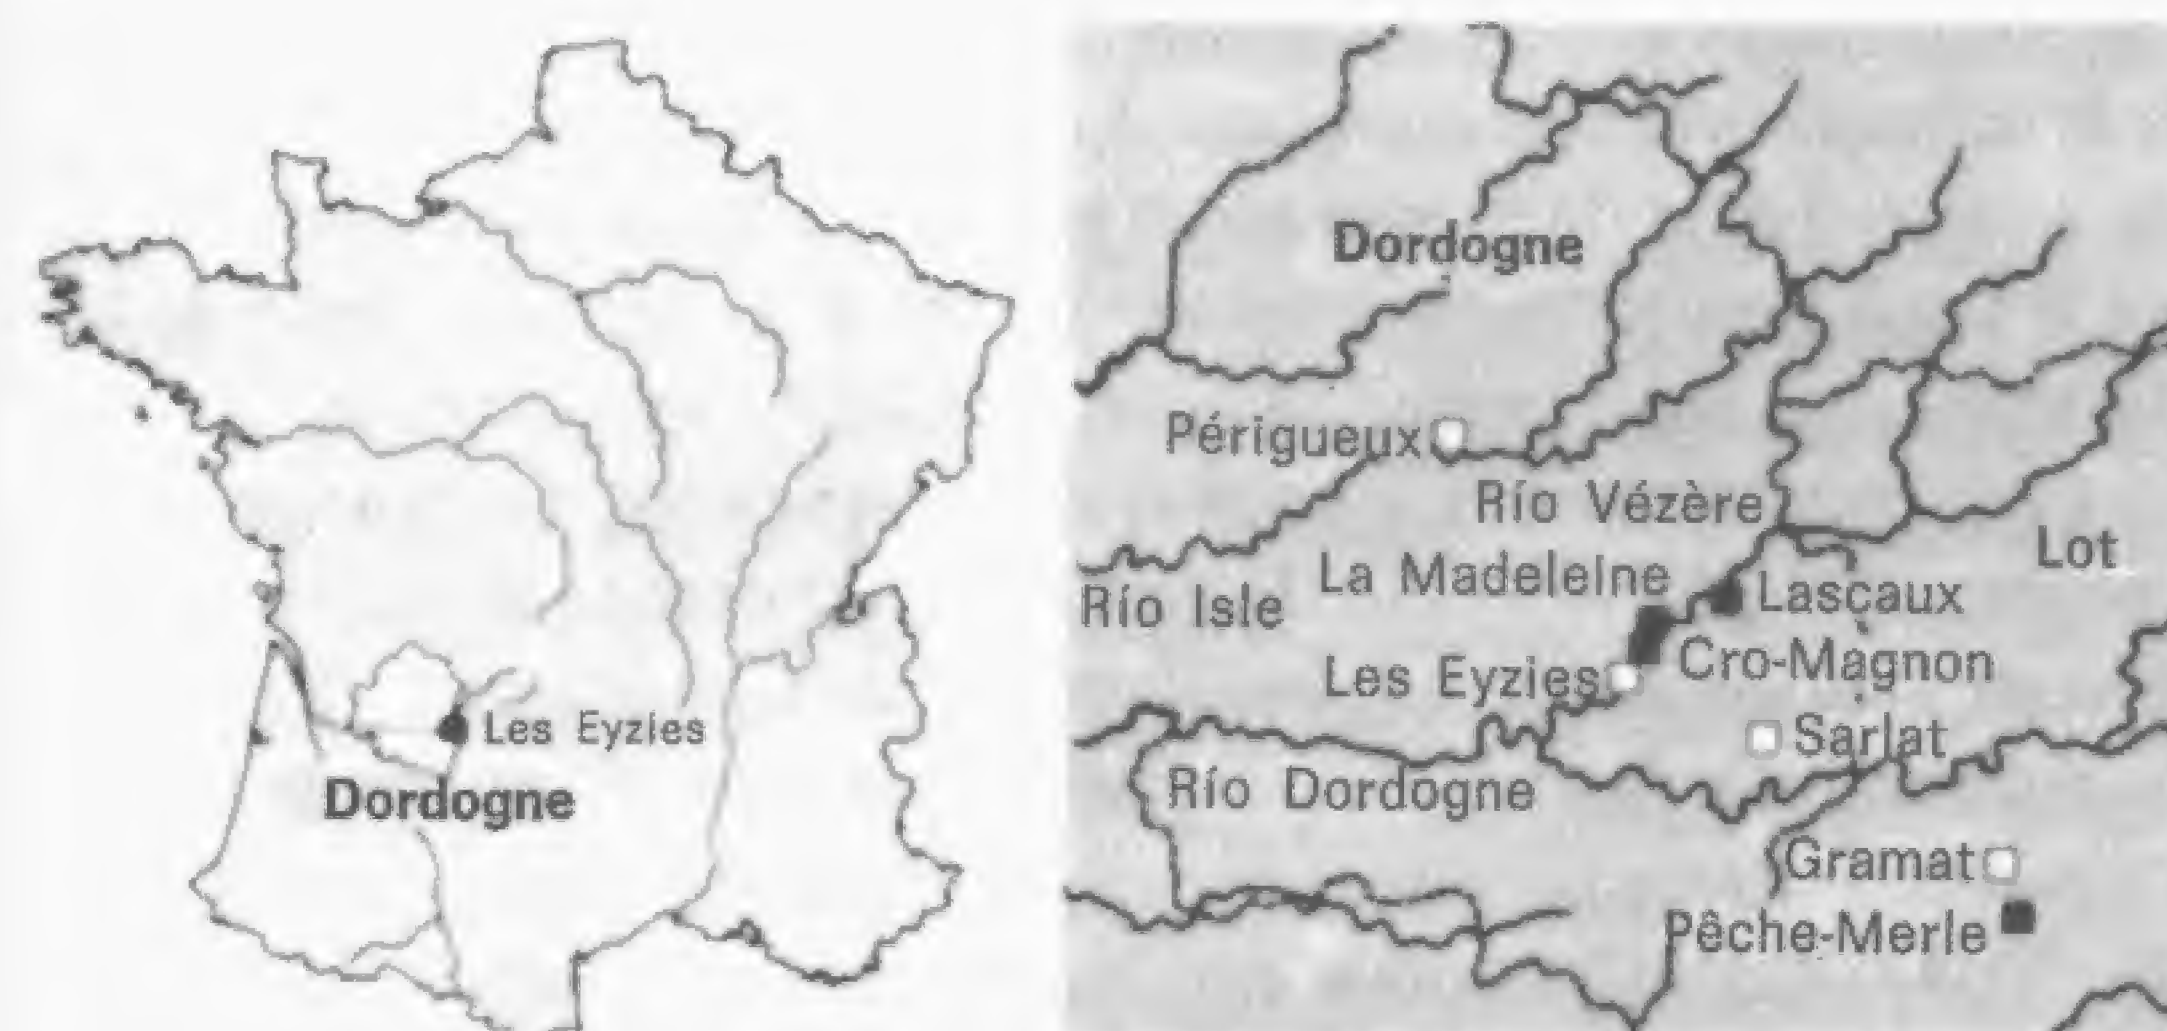 Les Eyzies
Dordogne
Dordogne
Périgueux
Río Vézère
Lot
La Madeleine
Lascaux
Río Isle
Cro-Magnon
Les Eyzies
Sarlat
Río Dordogne
Gramat
Pêche-Merle